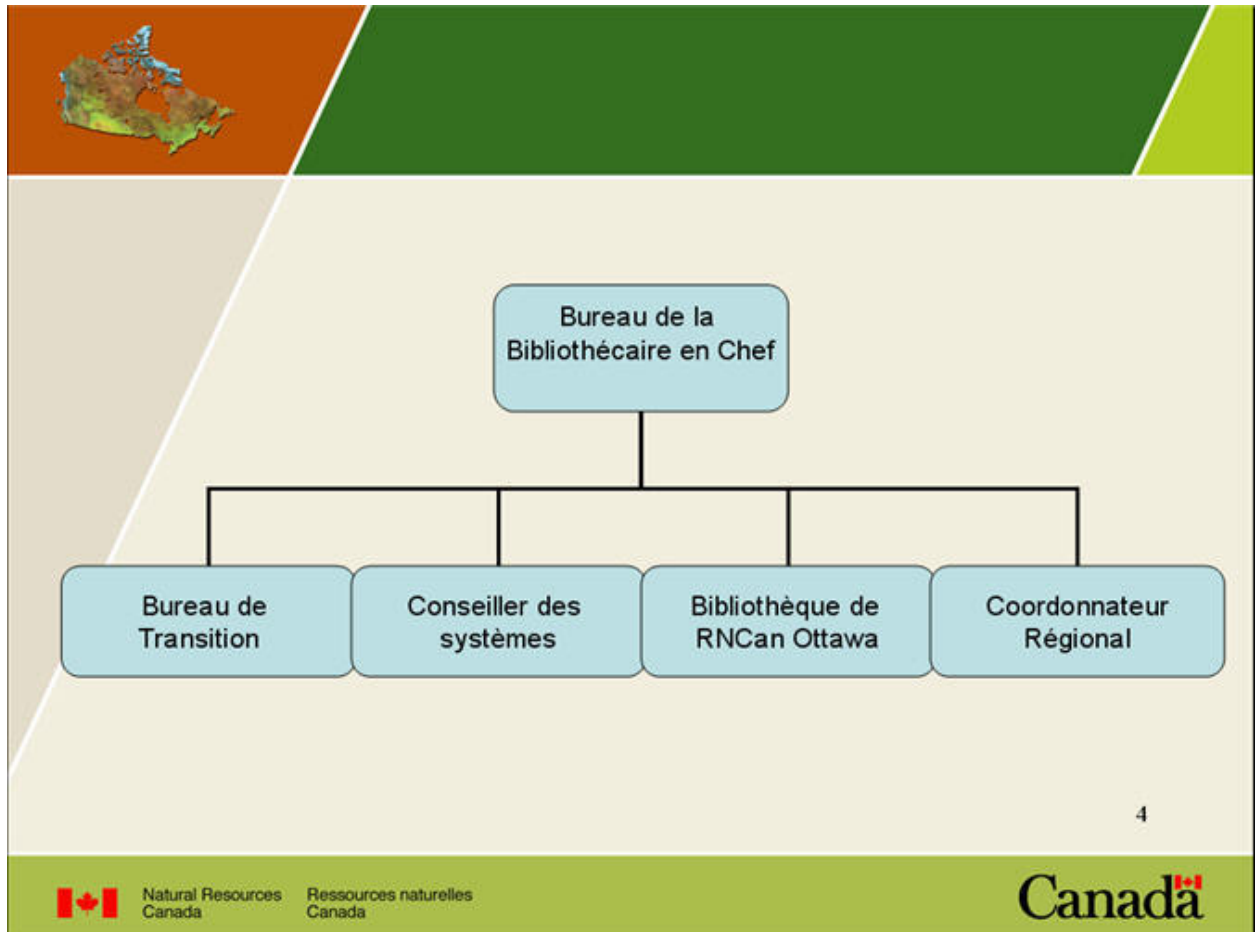 Bureau de la
Bibliothécaire en Chef
Bureau de
Transition
Conseiller des
systèmes
Bibliothèque de
RNCan Ottawa
Coordonnateur
Régional
4
Natural Resources
Canada
Ressources naturelles
Canada
Canada